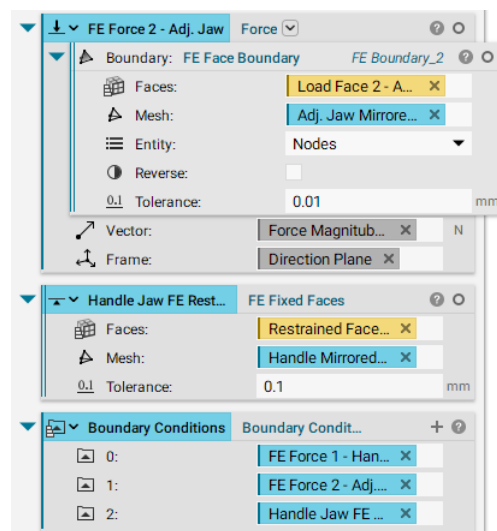 FE Force 2 - Adj. Jaw Force
Boundary: FE Face Boundary FE Boundary_2
Faces: Load Face 2 - A...
Mesh: Adj. Jaw Mirrore...
Entity: Nodes
Reverse:
0.1 Tolerance: 0.01 mm
Vector: Force Magnitub... N
Frame: Direction Plane
Handle Jaw FE Rest... FE Fixed Faces
Faces: Restrained Face...
Mesh: Handle Mirrored...
0.1 Tolerance: 0.1 mm
Boundary Conditions Boundary Condit...
0: FE Force 1 - Han...
1: FE Force 2 - Adj....
2: Handle Jaw FE ...